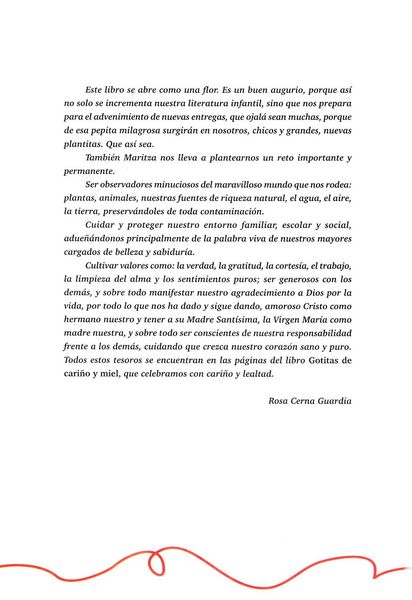 Este libro se abre como una flor. Es un buen augurio, porque así
no solo se incrementa nuestra literatura infantil, sino que nos prepara
para el advenimiento de nuevas entregas, que ojalá sean muchas, porque
de esa pepita milagrosa surgirán en nosotros, chicos y grandes, nuevas
plantitas. Que así sea.
También Maritza nos lleva a plantearnos un reto importante y
permanente.
Ser observadores minuciosos del maravilloso mundo que nos rodea:
plantas, animales, nuestras fuentes de riqueza natural, el agua, el aire,
la tierra, preservándoles de toda contaminación.
Cuidar y proteger nuestro entorno familiar, escolar y social,
adueñándonos principalmente de la palabra viva de nuestros mayores
cargados de belleza y sabiduría.
Cultivar valores como: la verdad, la gratitud, la cortesía, el trabajo,
la limpieza del alma y los sentimientos puros; ser generosos con los
demás, y sobre todo manifestar nuestro agradecimiento a Dios por la
vida, por todo lo que nos ha dado y sigue dando, amoroso Cristo como
hermano nuestro y tener a su Madre Santísima, la Virgen María como
madre nuestra, y sobre todo ser conscientes de nuestra responsabilidad
frente a los demás, cuidando que crezca nuestro corazón sano y puro.
Todos estos tesoros se encuentran en las páginas del libro Gotitas de
cariño y miel, que celebramos con cariño y lealtad.
Rosa Cerna Guardia